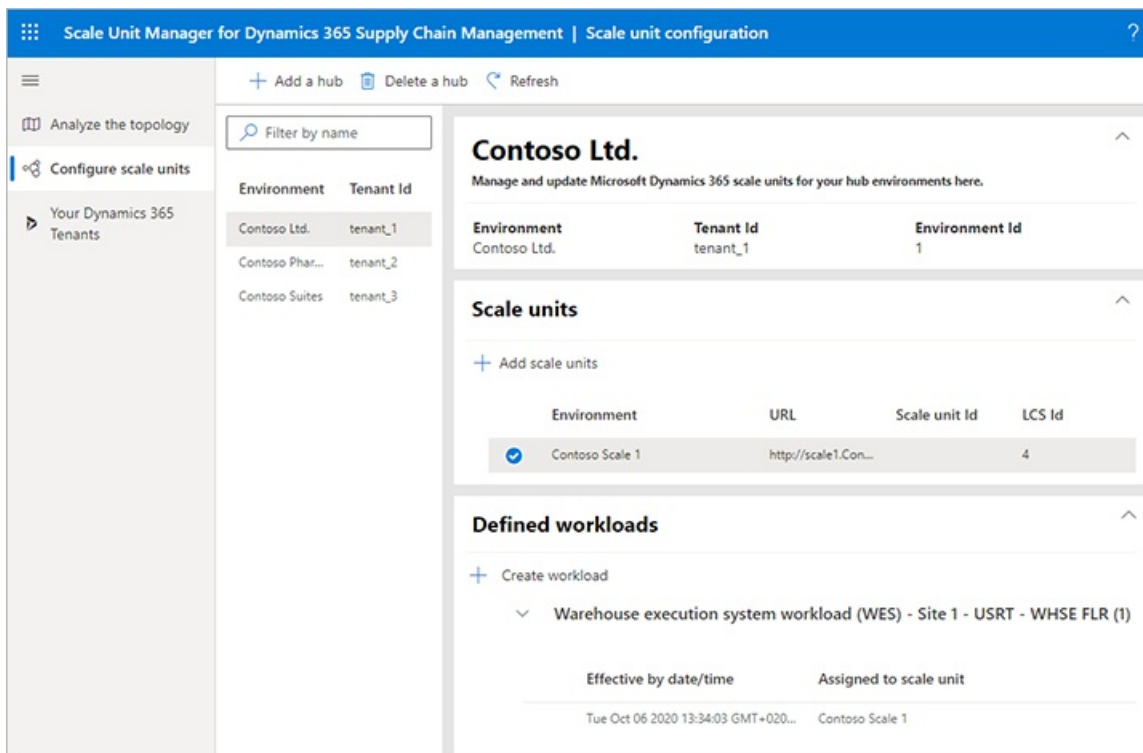 Scale Unit Manager for Dynamics 365 Supply Chain Management | Scale unit configuration ?
+ Add a hub Delete a hub Refresh
Analyze the topology
Configure scale units
Your Dynamics 365
Tenants
Filter by name
Environment Tenant Id
Contoso Ltd. tenant_1
Contoso Phar... tenant_2
Contoso Suites tenant_3
Contoso Ltd.
Manage and update Microsoft Dynamics 365 scale units for your hub environments here.
Environment Tenant Id Environment Id
Contoso Ltd. tenant_1 1
Scale units
+ Add scale units
Environment URL Scale unit Id LCS Id
Contoso Scale 1 http://scale1.Con... 4
Defined workloads
+ Create workload
Warehouse execution system workload (WES) - Site 1 - USRT - WHSE FLR (1)
Effective by date/time Assigned to scale unit
Tue Oct 06 2020 13:34:03 GMT+020... Contoso Scale 1